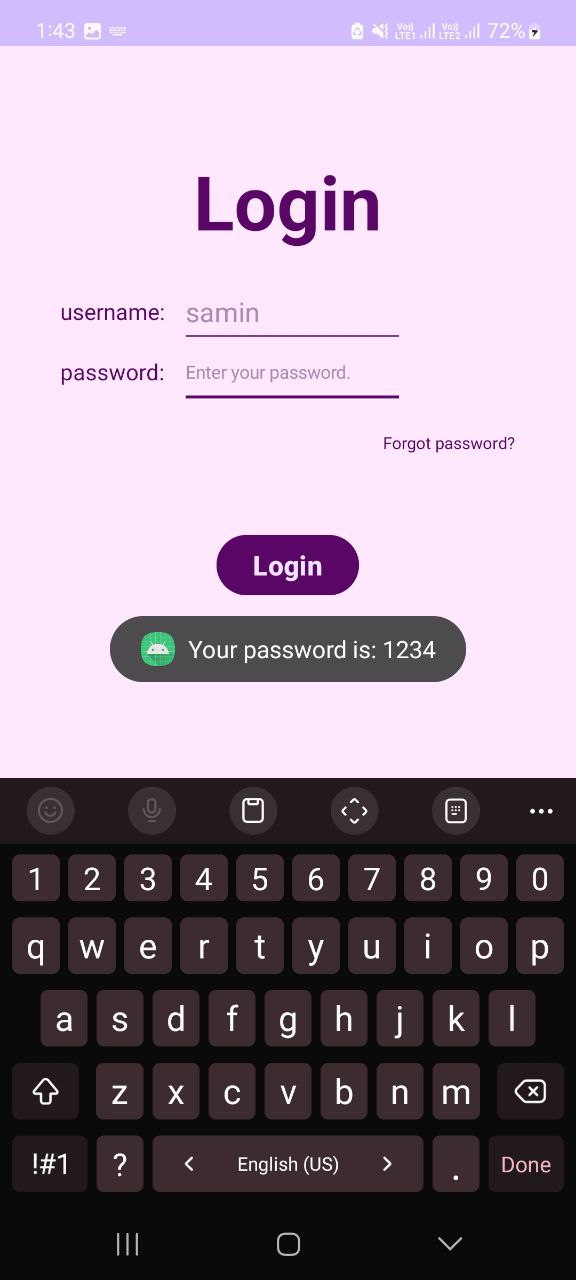 1:43 Vo) LTE1 Vo) LTE2 72%
Login
username: samin
password: Enter your password.
Forgot password?
Login
Your password is: 1234
1 2 3 4 5 6 7 8 9 0
q w e r t y u i o p
a s d f g h j k l
z x c v b n m
!#1 ? < English (US) > . Done